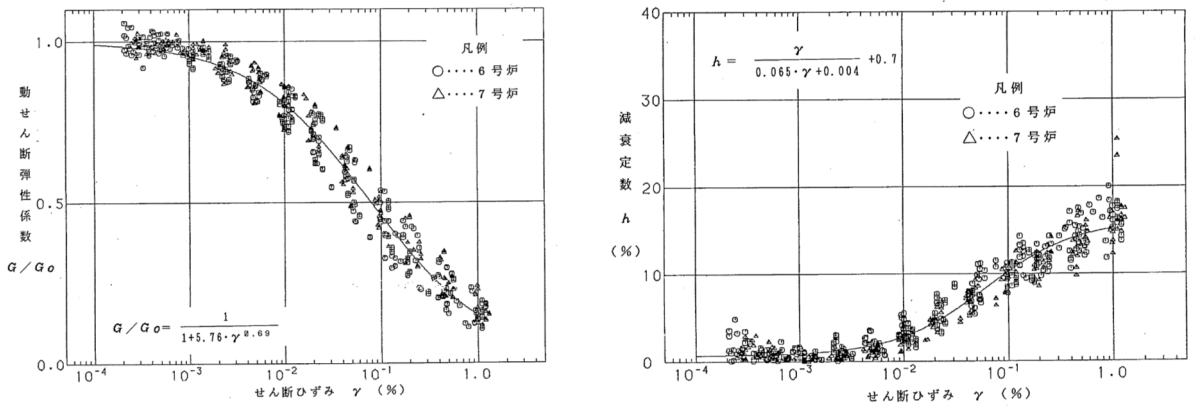 1.0
0.5
0.0
動せん断弾性係数
G／G₀
凡例
○････6号炉
△････7号炉
G／G₀= 1 / 1+5.76･γ^0.69
10⁻⁴ 10⁻³ 10⁻² 10⁻¹ 1.0
せん断ひずみ γ （%）
40
30
20
10
0
減衰定数
h
（%）
h= γ / 0.065･γ+0.004 +0.7
凡例
○････6号炉
△････7号炉
10⁻⁴ 10⁻³ 10⁻² 10⁻¹ 1.0
せん断ひずみ γ （%）